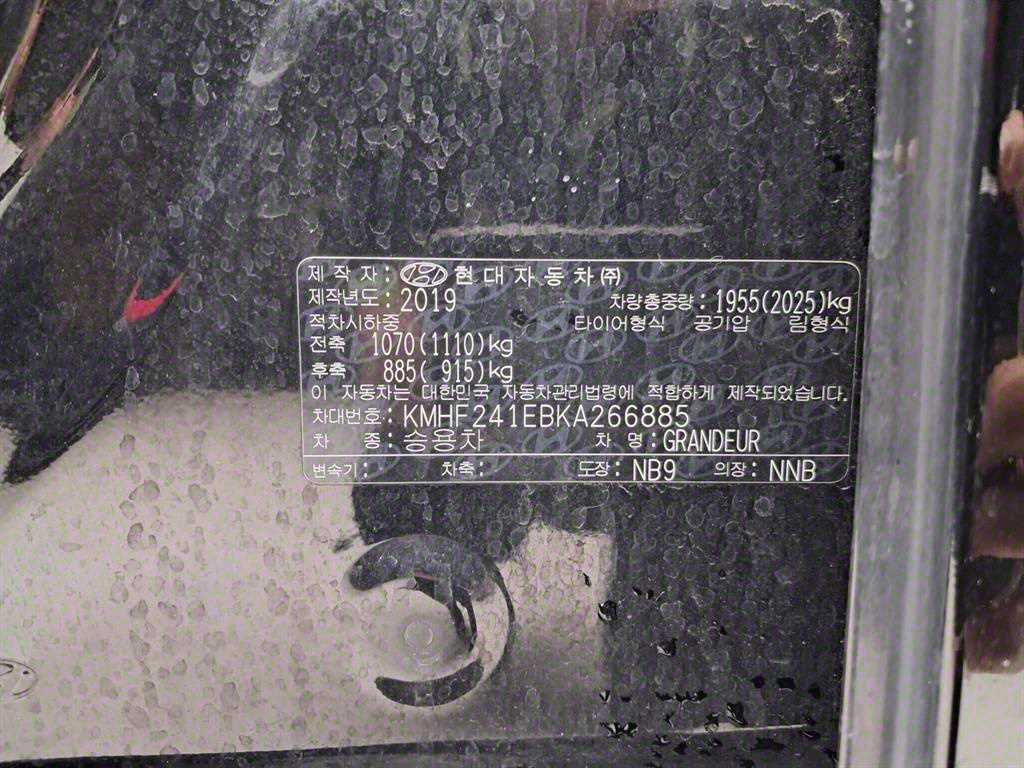 제 작 자 : 현 대 자 동 차 ㈜
제작년도 : 2019 차량총중량 : 1955(2025)kg
적차시하중 타이어형식 공기압 림형식
전축 1070(1110)kg
후축 885( 915)kg
이 자동차는 대한민국 자동차관리법령에 적합하게 제작되었습니다.
차대번호 : KMHF241EBKA266885
차 종 : 승용차 차 명 : GRANDEUR
변속기 : 차축 : 도장 : NB9 의장 : NNB